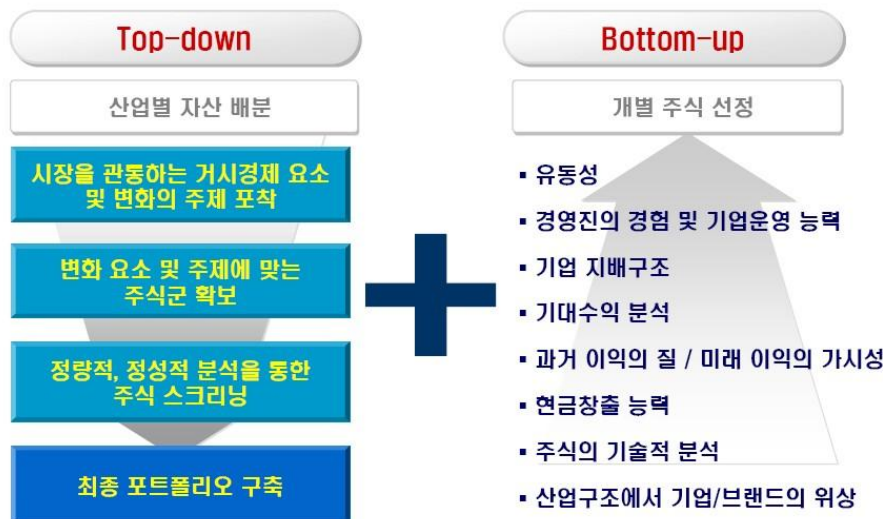 Top-down
산업별 자산 배분
시장을 관통하는 거시경제 요소
및 변화의 주제 포착
변화 요소 및 주제에 맞는
주식군 확보
정량적, 정성적 분석을 통한
주식 스크리닝
최종 포트폴리오 구축
Bottom-up
개별 주식 선정
▪ 유동성
▪ 경영진의 경험 및 기업운영 능력
▪ 기업 지배구조
▪ 기대수익 분석
▪ 과거 이익의 질 / 미래 이익의 가시성
▪ 현금창출 능력
▪ 주식의 기술적 분석
▪ 산업구조에서 기업/브랜드의 위상